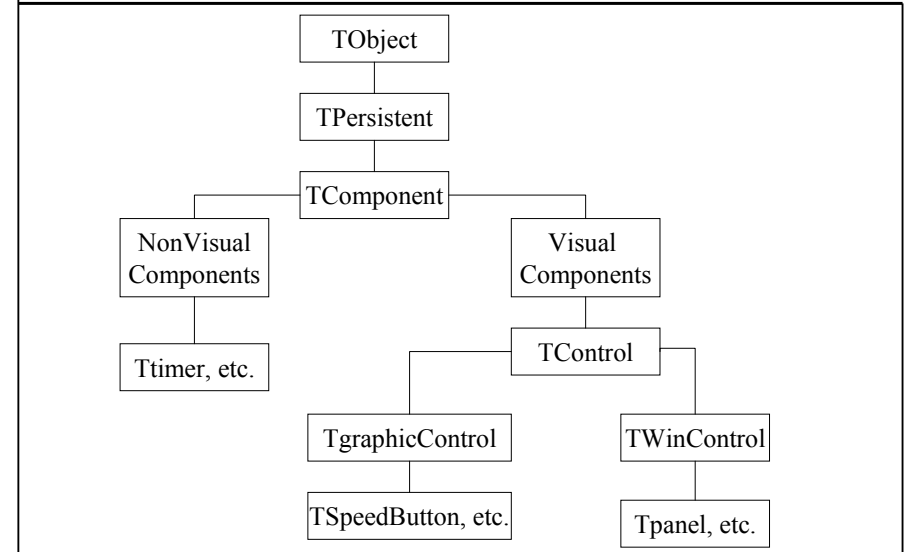 TObject
TPersistent
TComponent
NonVisual
Components
Visual
Components
TControl
Ttimer, etc.
TgraphicControl
TWinControl
TSpeedButton, etc.
Tpanel, etc.